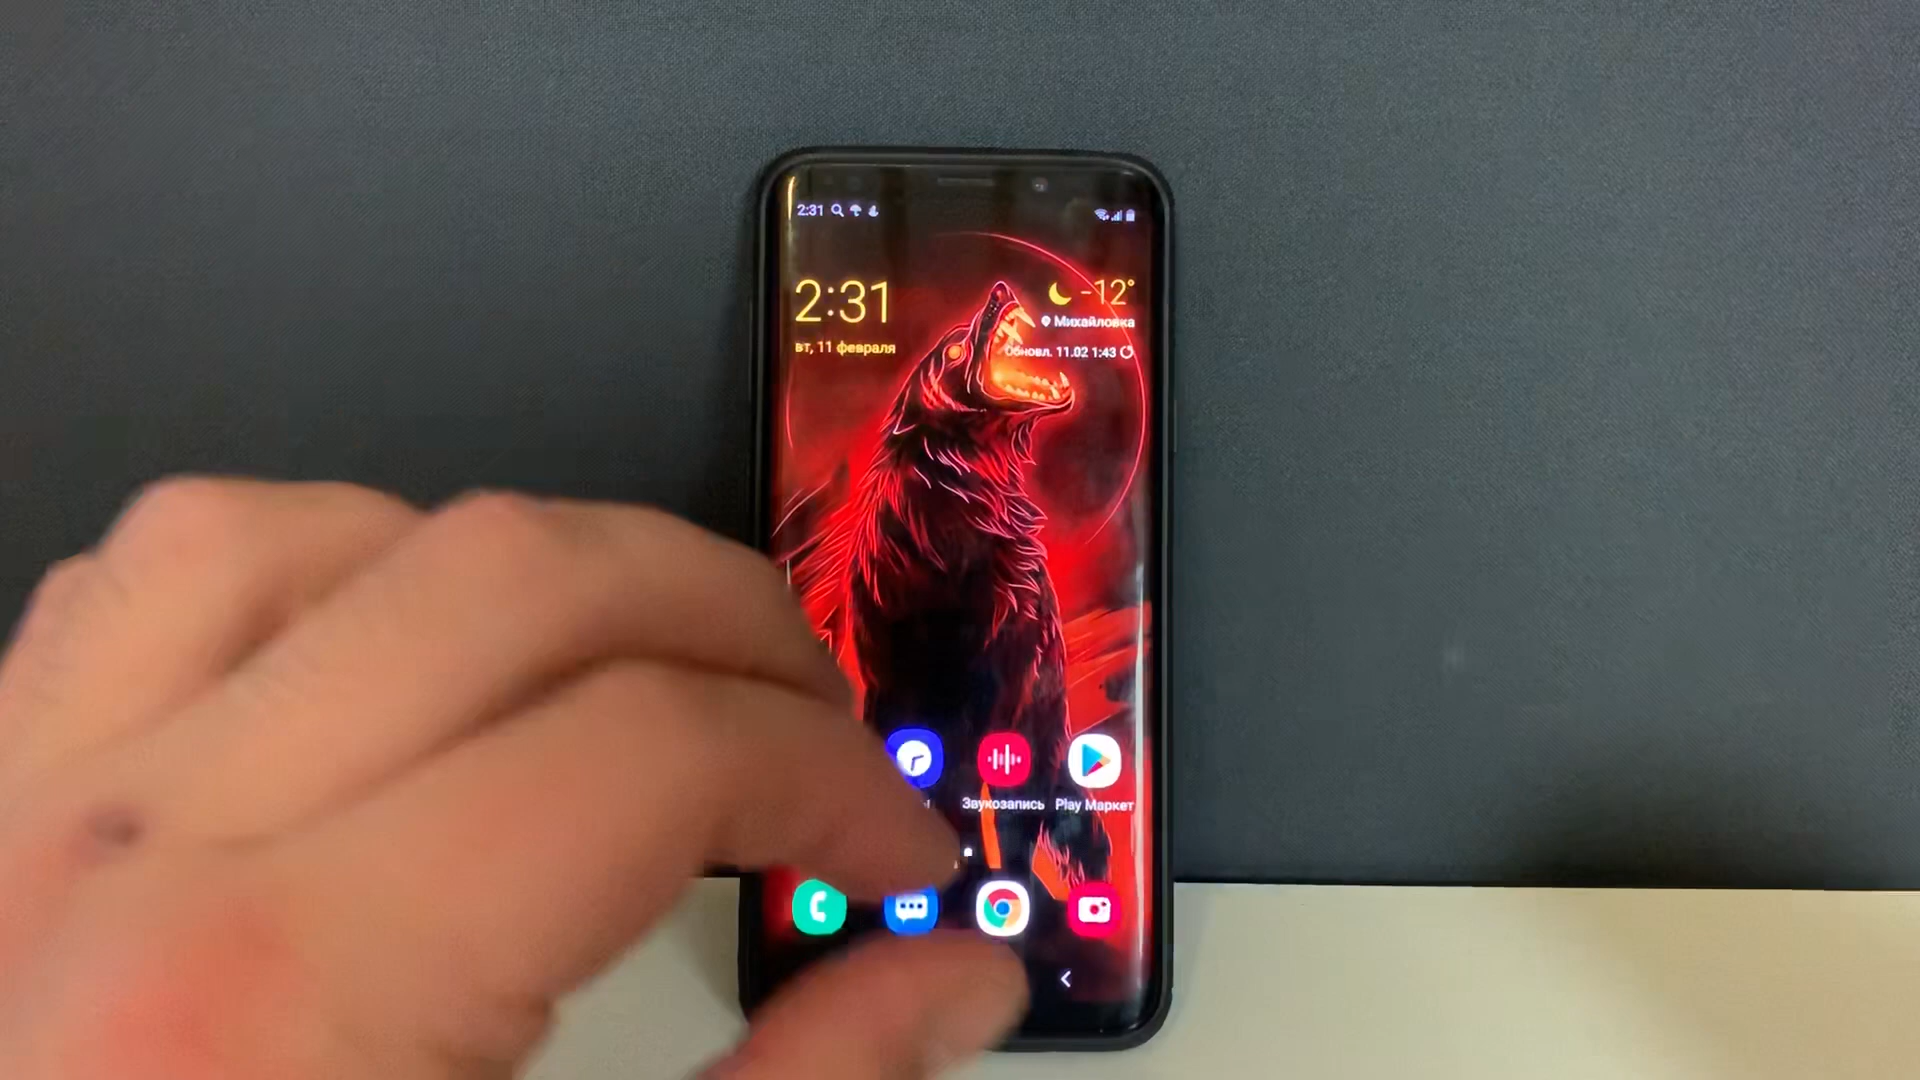 2:31
2:31
-12°
Михайловка
вт, 11 февраля
Обновл. 11.02 1:43
Звукозапись
Play Маркет